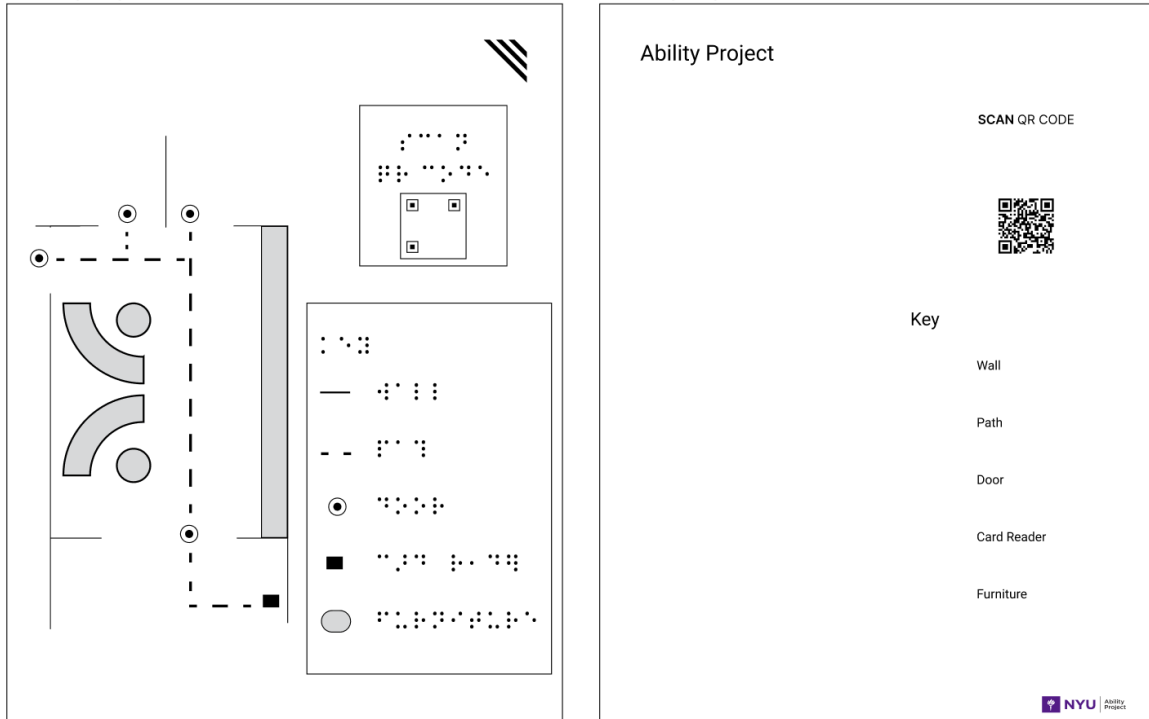 ⠎⠉⠁⠝
⠟⠗ ⠉⠕⠙⠑
⠅⠑⠽
⠺⠁⠇⠇
⠏⠁⠹
⠙⠕⠕⠗
⠉⠜⠙ ⠗⠂⠙⠻
⠋⠥⠗⠝⠊⠞⠥⠗⠑
Ability Project
SCAN QR CODE
Key
Wall
Path
Door
Card Reader
Furniture
NYU Ability
Project